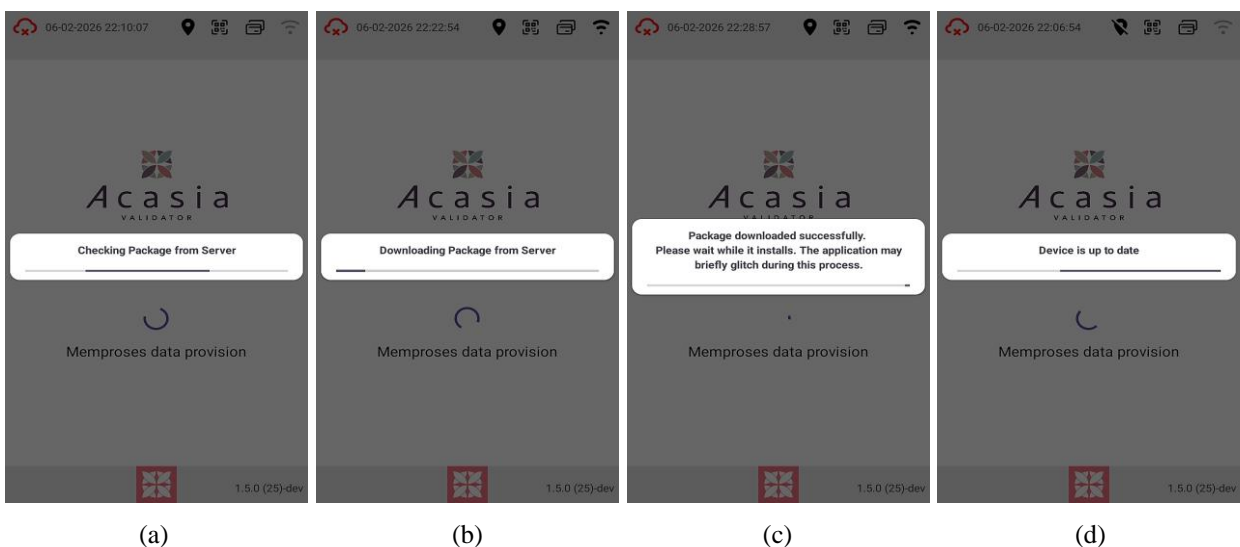 06-02-2026 22:10:07
Acasia
VALIDATOR
Checking Package from Server
Memproses data provision
1.5.0 (25)-dev
(a)
06-02-2026 22:22:54
Acasia
VALIDATOR
Downloading Package from Server
Memproses data provision
1.5.0 (25)-dev
(b)
06-02-2026 22:28:57
Acasia
VALIDATOR
Package downloaded successfully.
Please wait while it installs. The application may
briefly glitch during this process.
Memproses data provision
1.5.0 (25)-dev
(c)
06-02-2026 22:06:54
Acasia
VALIDATOR
Device is up to date
Memproses data provision
1.5.0 (25)-dev
(d)